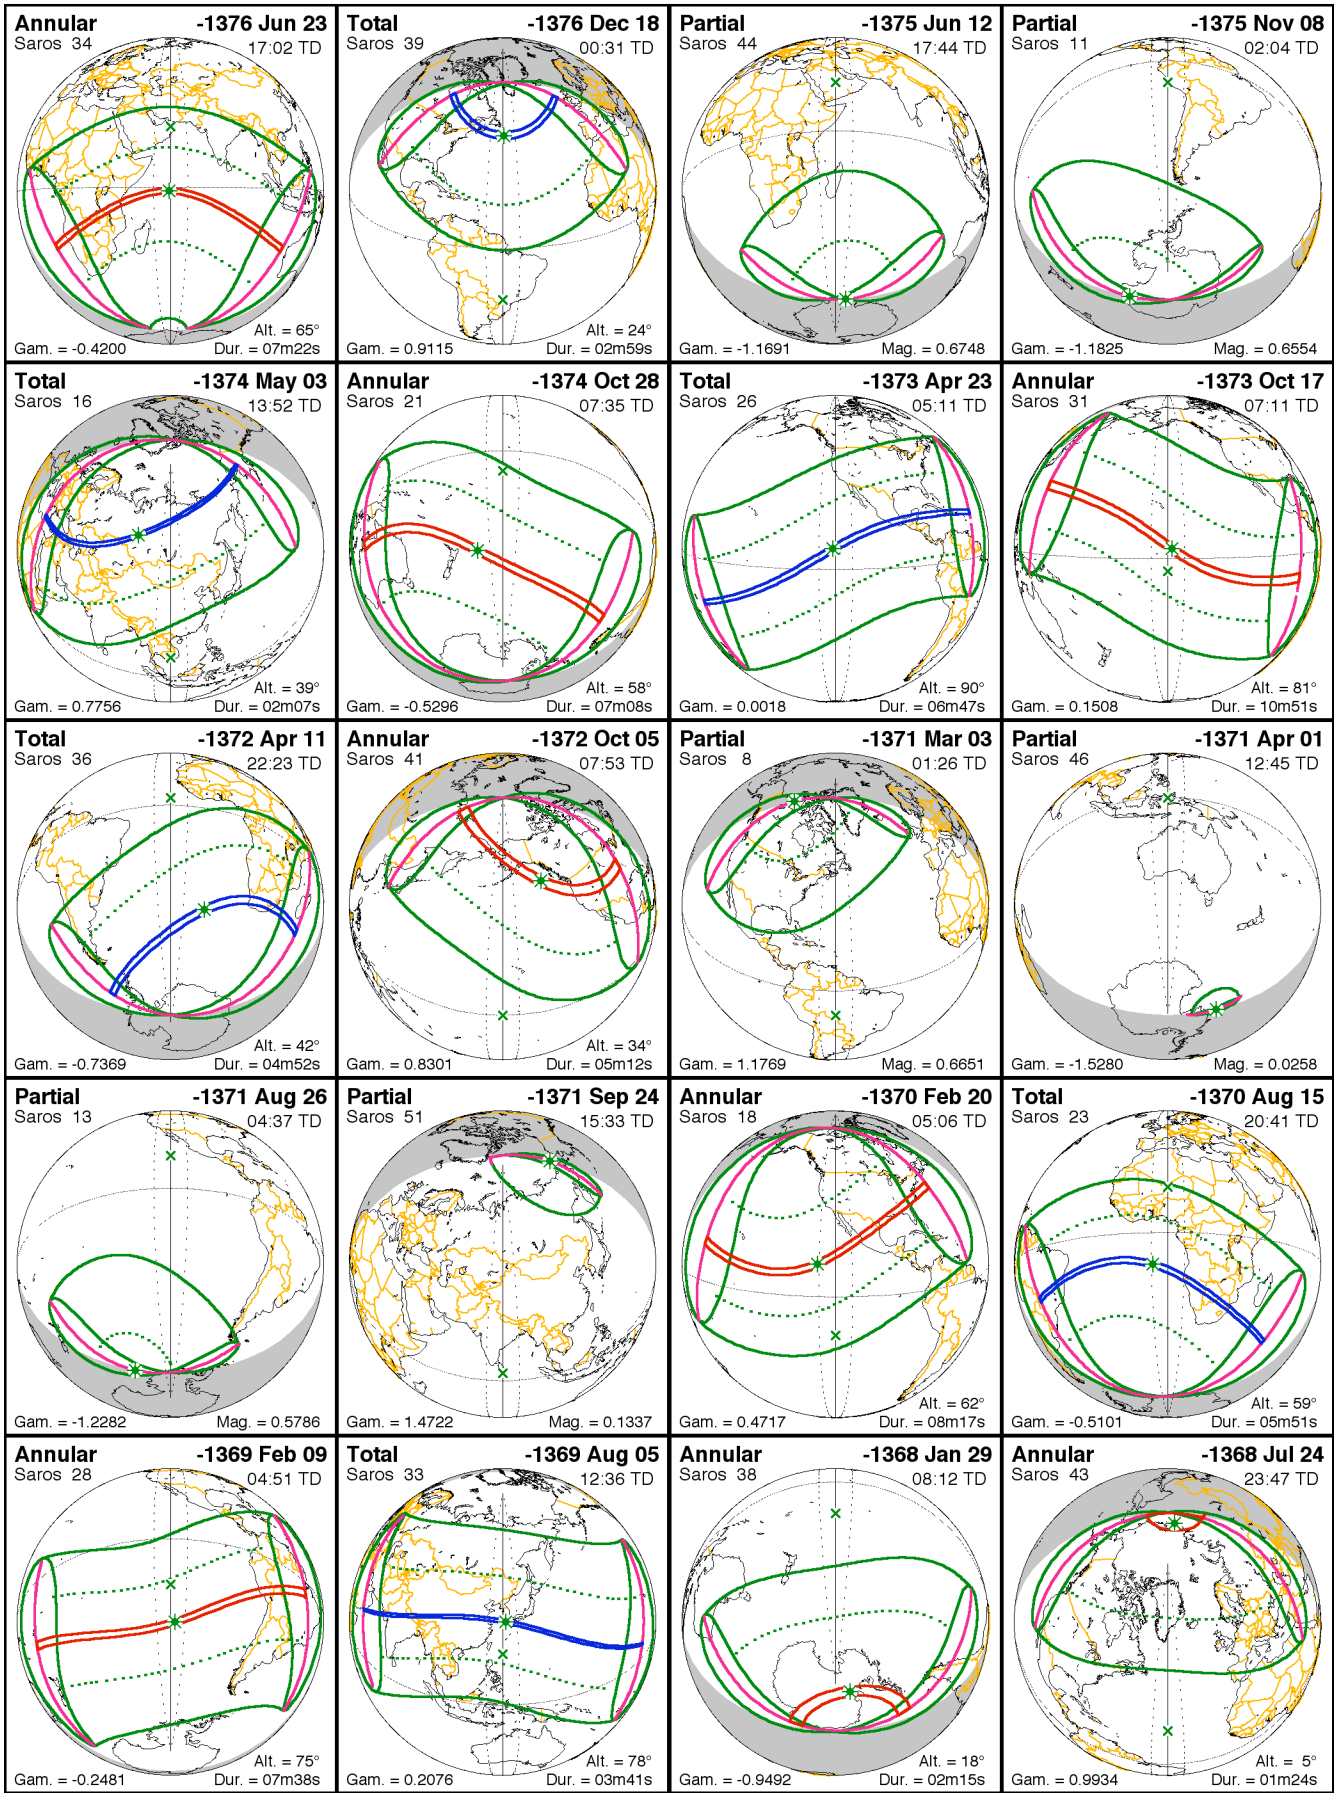 Annular -1376 Jun 23
Saros 34 17:02 TD
Alt. = 65°
Gam. = -0.4200 Dur. = 07m22s
Total -1376 Dec 18
Saros 39 00:31 TD
Alt. = 24°
Gam. = 0.9115 Dur. = 02m59s
Partial -1375 Jun 12
Saros 44 17:44 TD
Gam. = -1.1691 Mag. = 0.6748
Partial -1375 Nov 08
Saros 11 02:04 TD
Gam. = -1.1825 Mag. = 0.6554
Total -1374 May 03
Saros 16 13:52 TD
Alt. = 39°
Gam. = 0.7756 Dur. = 02m07s
Annular -1374 Oct 28
Saros 21 07:35 TD
Alt. = 58°
Gam. = -0.5296 Dur. = 07m08s
Total -1373 Apr 23
Saros 26 05:11 TD
Alt. = 90°
Gam. = 0.0018 Dur. = 06m47s
Annular -1373 Oct 17
Saros 31 07:11 TD
Alt. = 81°
Gam. = 0.1508 Dur. = 10m51s
Total -1372 Apr 11
Saros 36 22:23 TD
Alt. = 42°
Gam. = -0.7369 Dur. = 04m52s
Annular -1372 Oct 05
Saros 41 07:53 TD
Alt. = 34°
Gam. = 0.8301 Dur. = 05m12s
Partial -1371 Mar 03
Saros 8 01:26 TD
Gam. = 1.1769 Mag. = 0.6651
Partial -1371 Apr 01
Saros 46 12:45 TD
Gam. = -1.5280 Mag. = 0.0258
Partial -1371 Aug 26
Saros 13 04:37 TD
Gam. = -1.2282 Mag. = 0.5786
Partial -1371 Sep 24
Saros 51 15:33 TD
Gam. = 1.4722 Mag. = 0.1337
Annular -1370 Feb 20
Saros 18 05:06 TD
Alt. = 62°
Gam. = 0.4717 Dur. = 08m17s
Total -1370 Aug 15
Saros 23 20:41 TD
Alt. = 59°
Gam. = -0.5101 Dur. = 05m51s
Annular -1369 Feb 09
Saros 28 04:51 TD
Alt. = 75°
Gam. = -0.2481 Dur. = 07m38s
Total -1369 Aug 05
Saros 33 12:36 TD
Alt. = 78°
Gam. = 0.2076 Dur. = 03m41s
Annular -1368 Jan 29
Saros 38 08:12 TD
Alt. = 18°
Gam. = -0.9492 Dur. = 02m15s
Annular -1368 Jul 24
Saros 43 23:47 TD
Alt. = 5°
Gam. = 0.9934 Dur. = 01m24s